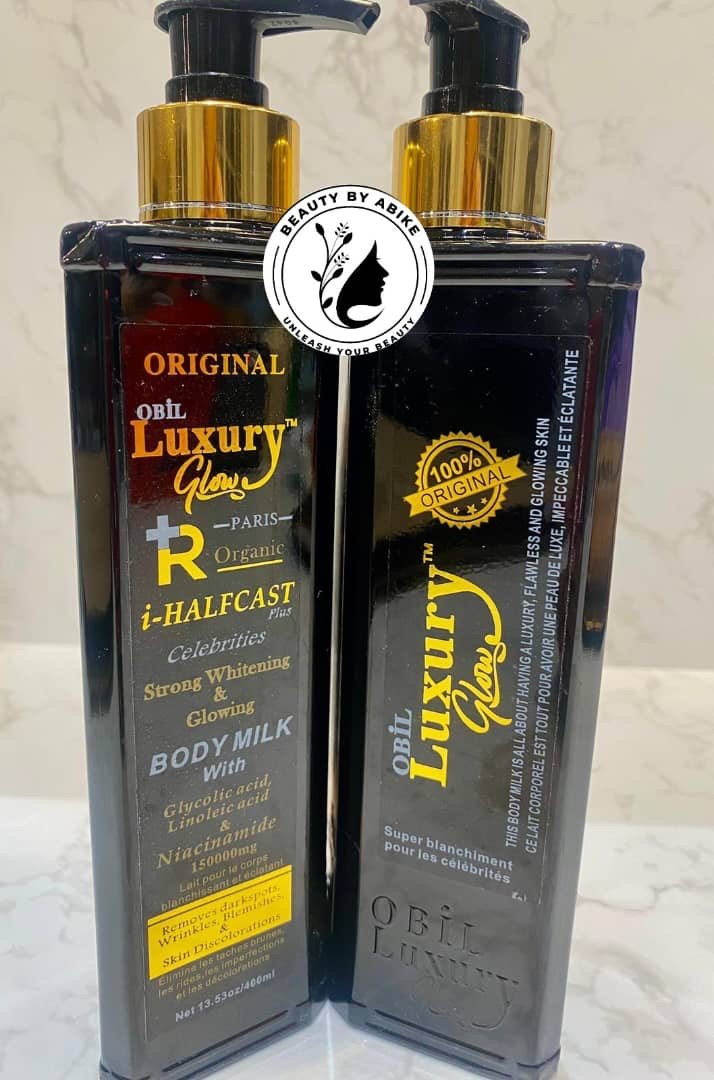 BEAUTY BY ABIKE
UNLEASH YOUR BEAUTY
ORIGINAL
OBiL
Luxury™
Glow
+R
—PARIS—
Organic
i-HALFCAST
Plus
Celebrities
Strong Whitening
&
Glowing
BODY MILK
With
Glycolic acid,
Linoleic acid
&
Niacinamide
150000mg
Lait pour le corps
blanchissant et éclatant
Removes darkspots,
Wrinkles, Blemishes,
&
Skin Discolorations
Élimine les taches brunes,
les rides, les imperfections
et les décolorations
Net 13.53oz/400ml
100%
ORIGINAL
OBiL
Luxury™
Glow
THIS BODY MILK IS ALL ABOUT HAVING A LUXURY, FLAWLESS AND GLOWING SKIN
CE LAIT CORPOREL EST TOUT POUR AVOIR UNE PEAU DE LUXE, IMPECCABLE ET ÉCLATANTE
Super blanchiment
pour les célébrités
OBiL
Luxury
Glow